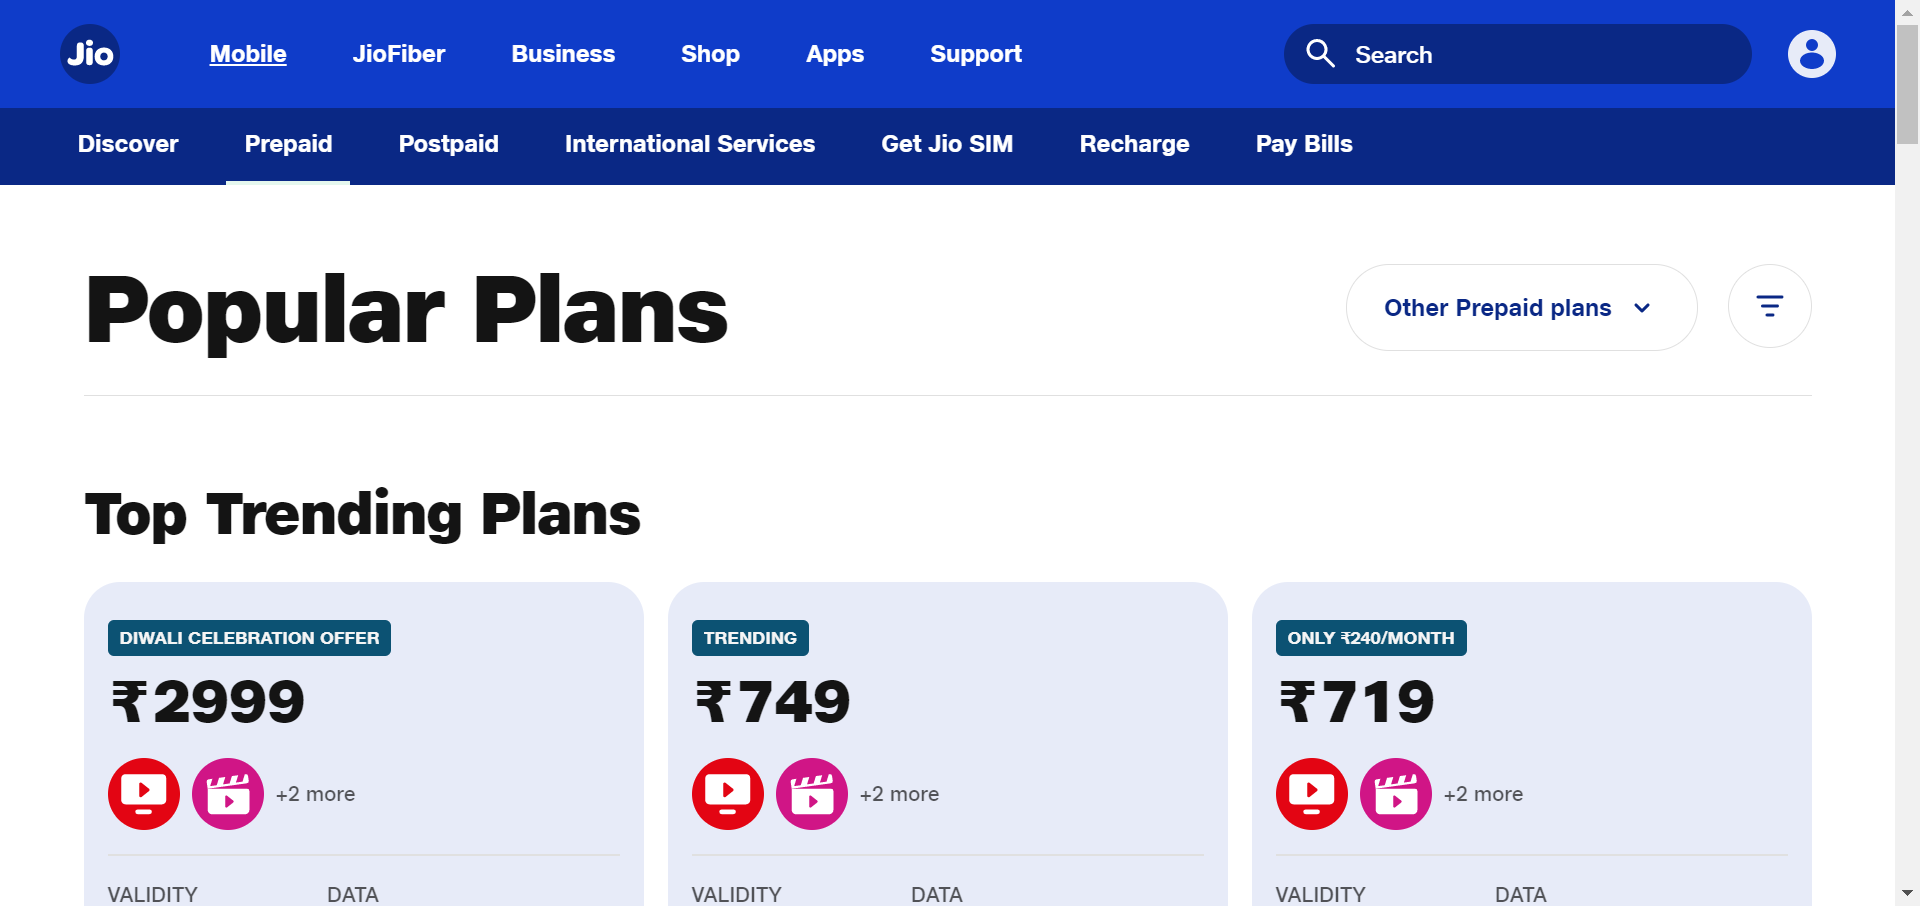 Jio Mobile JioFiber Business Shop Apps Support Search
Discover Prepaid Postpaid International Services Get Jio SIM Recharge Pay Bills
Popular Plans
Other Prepaid plans
Top Trending Plans
DIWALI CELEBRATION OFFER
₹2999
+2 more
VALIDITY DATA
TRENDING
₹749
+2 more
VALIDITY DATA
ONLY ₹240/MONTH
₹719
+2 more
VALIDITY DATA